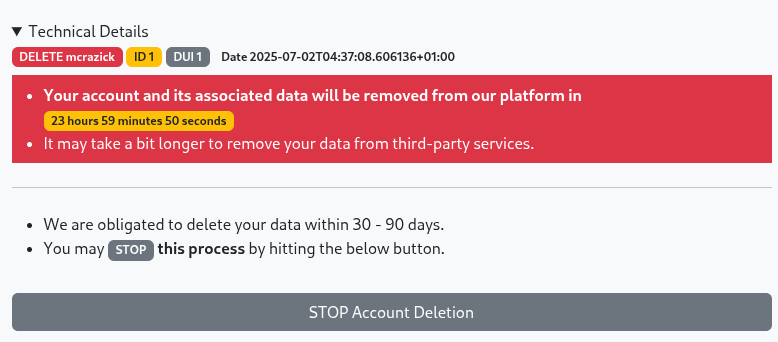 ▼ Technical Details
DELETE mcrazick ID 1 DUI 1 Date 2025-07-02T04:37:08.606136+01:00
• Your account and its associated data will be removed from our platform in
23 hours 59 minutes 50 seconds
• It may take a bit longer to remove your data from third-party services.
• We are obligated to delete your data within 30 - 90 days.
• You may STOP this process by hitting the below button.
STOP Account Deletion